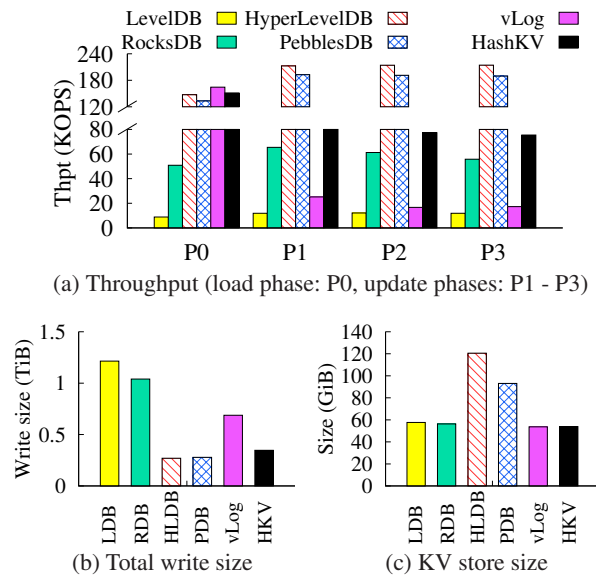 LevelDB HyperLevelDB vLog
RocksDB PebblesDB HashKV
240
180
120
80
60
40
20
0
Thpt (KOPS)
P0 P1 P2 P3
(a) Throughput (load phase: P0, update phases: P1 - P3)
1.5
1
0.5
0
Write size (TiB)
LDB RDB HLDB PDB vLog HKV
(b) Total write size
140
120
100
80
60
40
20
0
Size (GiB)
LDB RDB HLDB PDB vLog HKV
(c) KV store size